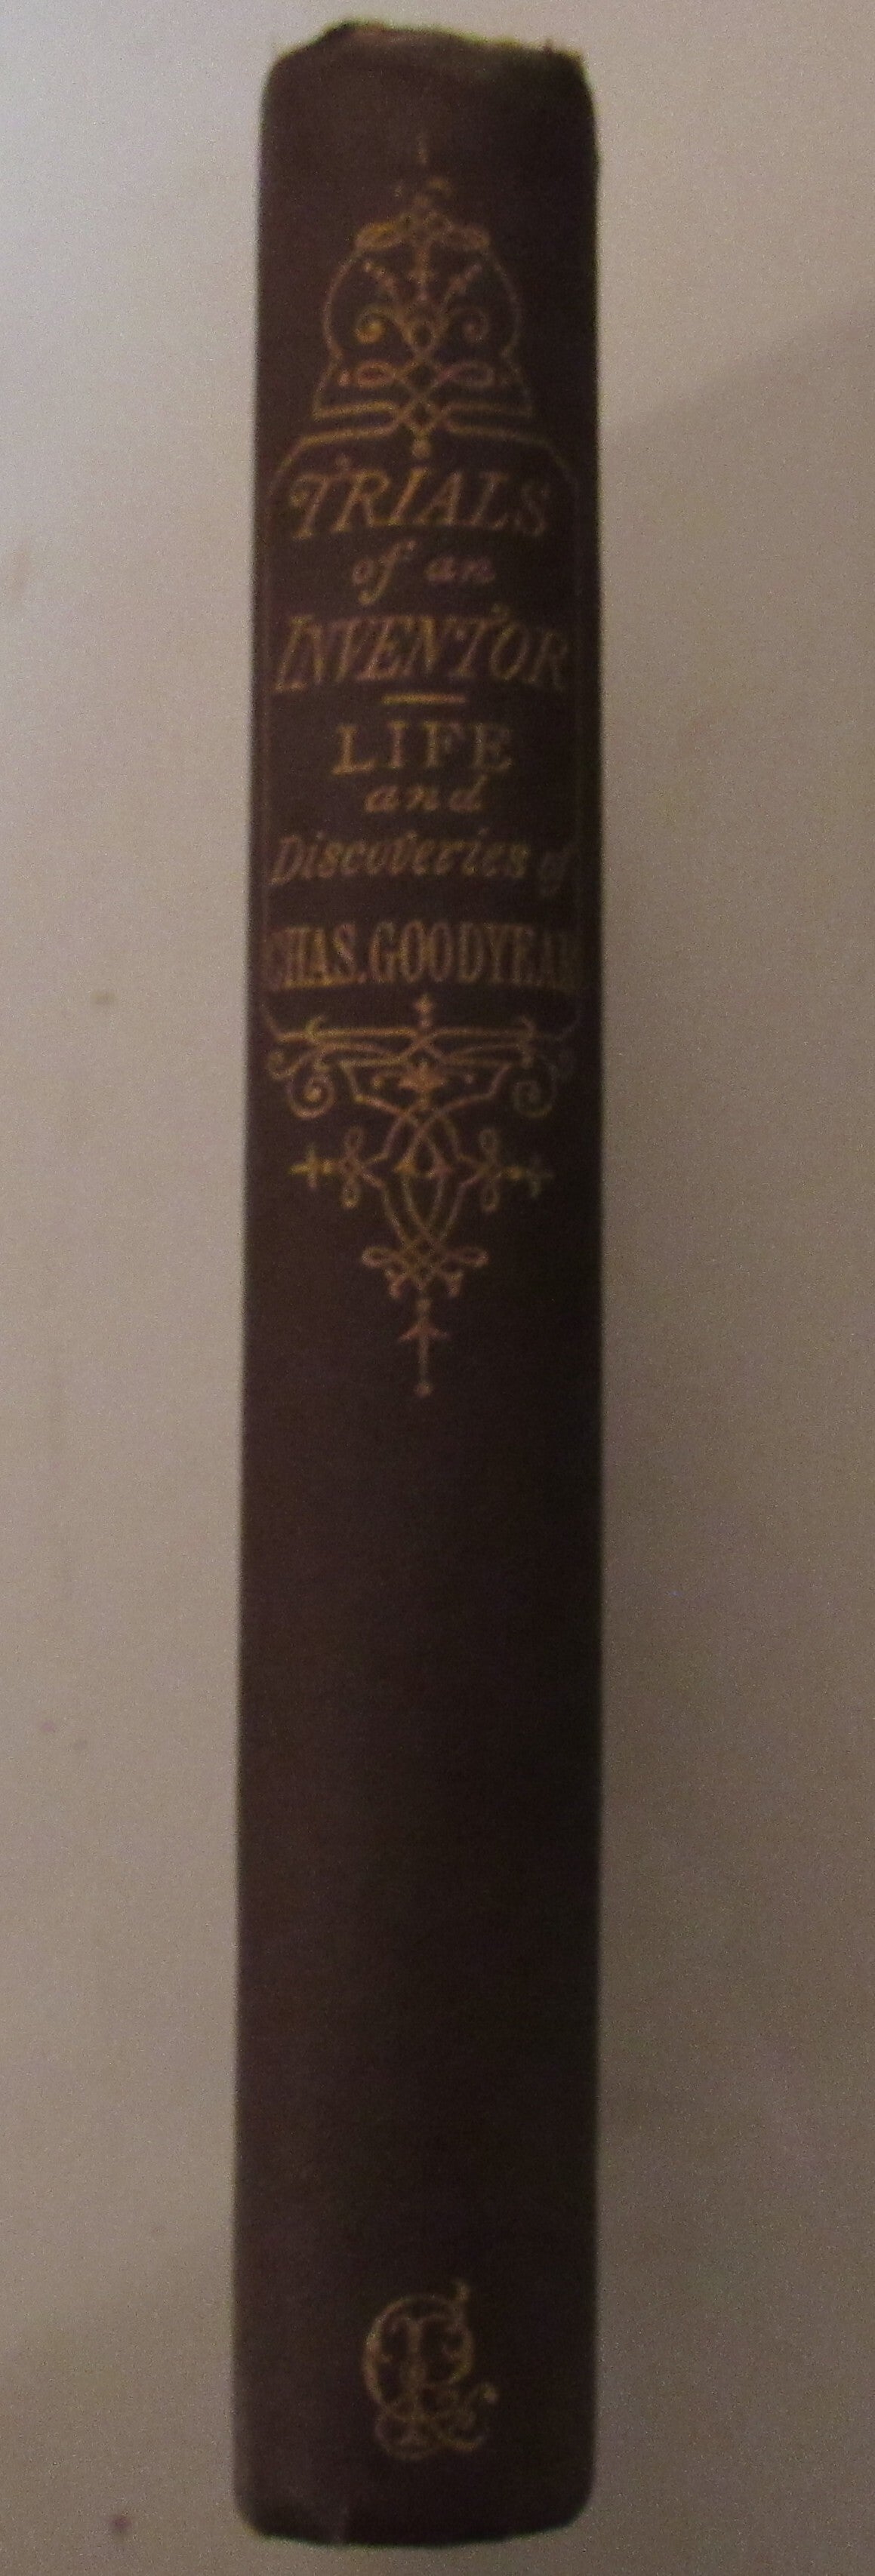 TRIALS
of an
INVENTOR
LIFE
and
Discoveries of
CHAS. GOODYEAR